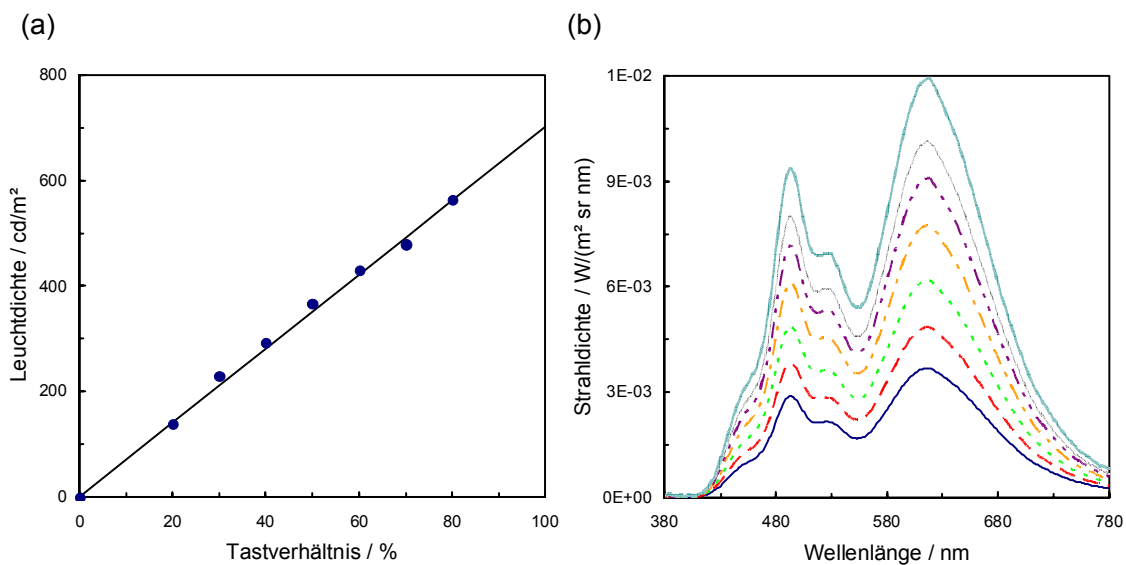 (a)
Leuchtdichte / cd/m²
800
600
400
200
0
0 20 40 60 80 100
Tastverhältnis / %
(b)
Strahldichte / W/(m² sr nm)
1E-02
9E-03
6E-03
3E-03
0E+00
380 480 580 680 780
Wellenlänge / nm